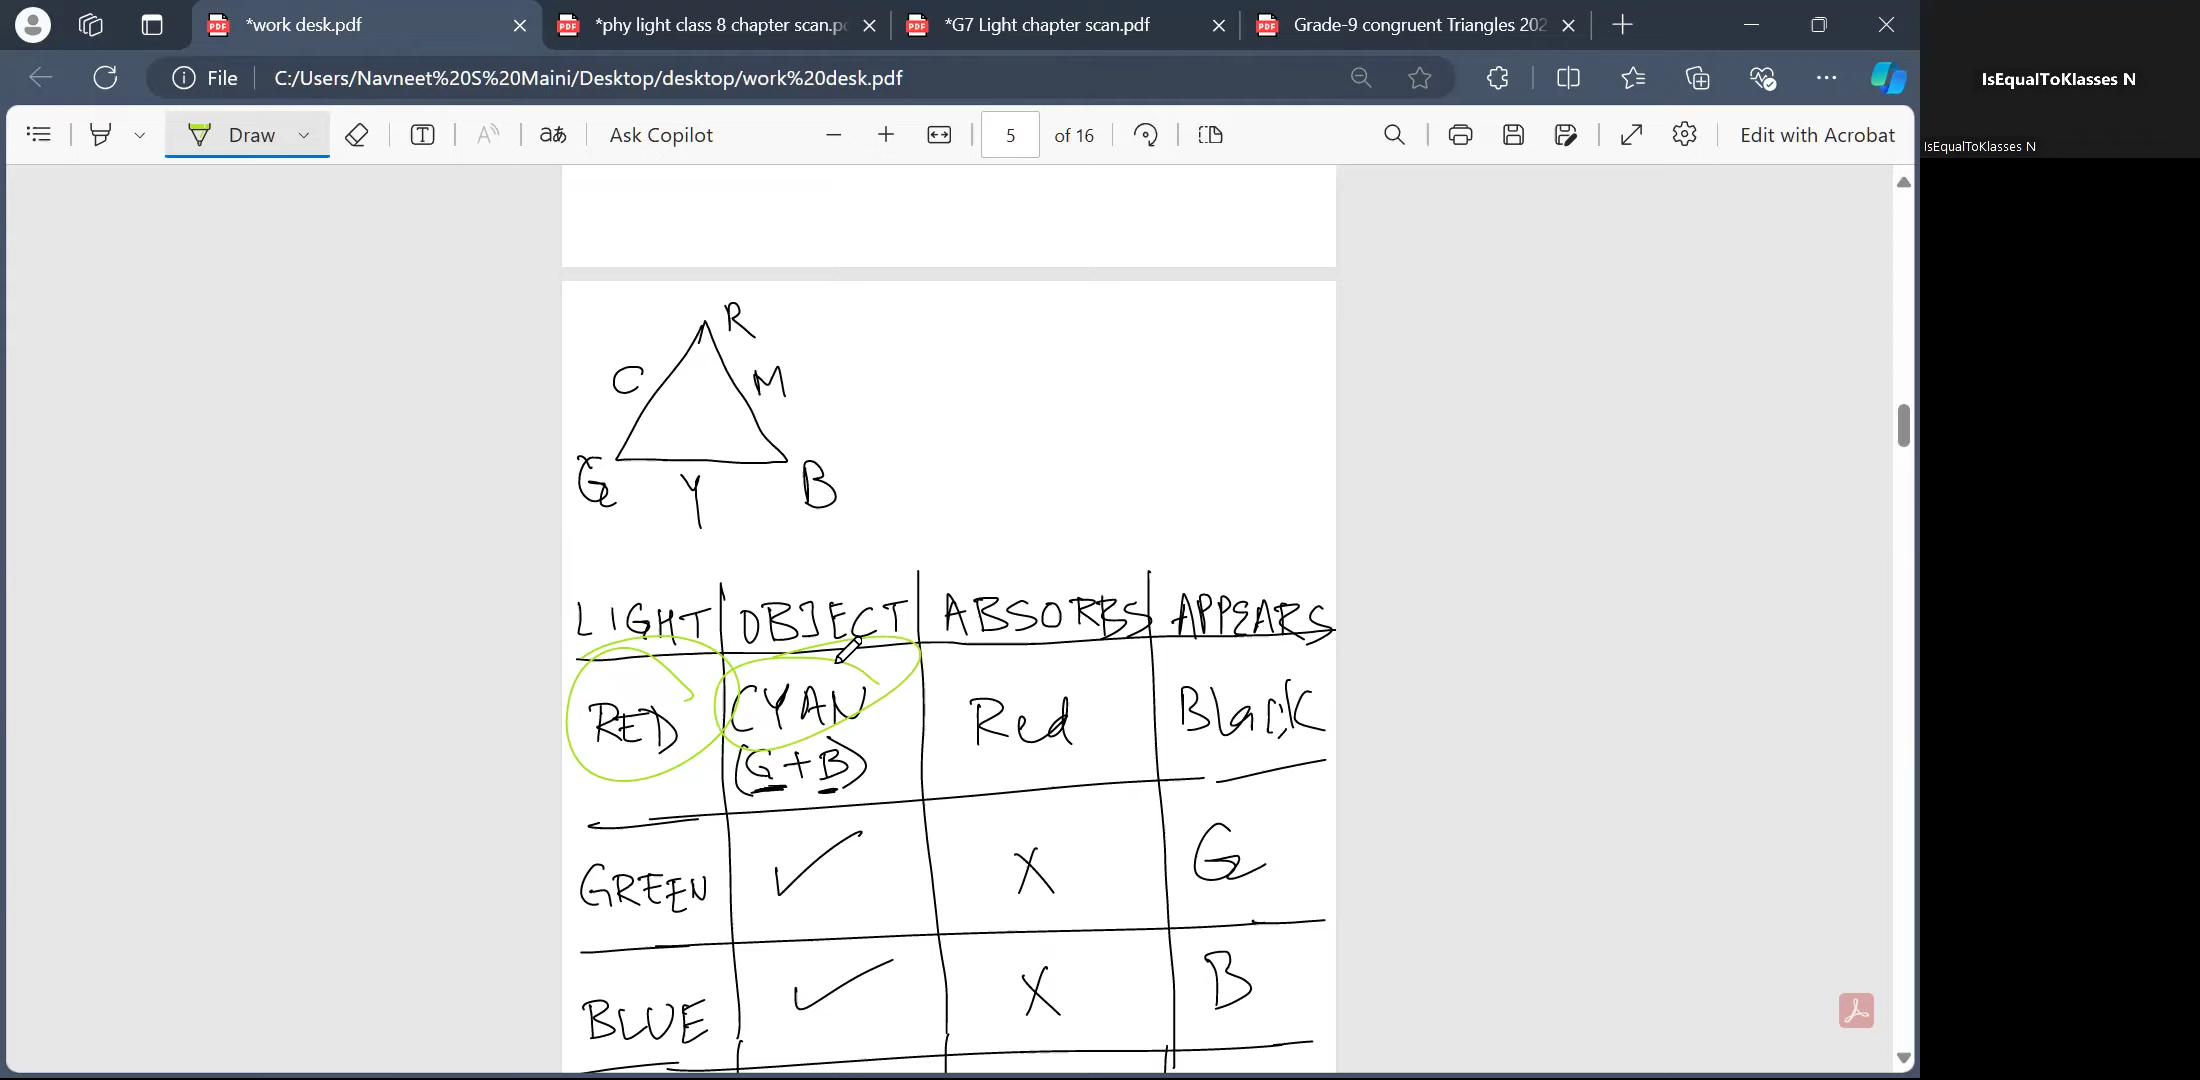 *work desk.pdf
*phy light class 8 chapter scan.p
*G7 Light chapter scan.pdf
Grade-9 congruent Triangles 202
File
C:/Users/Navneet%20S%20Maini/Desktop/desktop/work%20desk.pdf
IsEqualToKlasses N
Draw
Ask Copilot
5 of 16
Edit with Acrobat
IsEqualToKlasses N
R
C
M
G
Y
B
LIGHT OBJECT ABSORBS APPEARS
RED CYAN Red Black
(G+B)
GREEN ✓ X G
BLUE ✓ X B